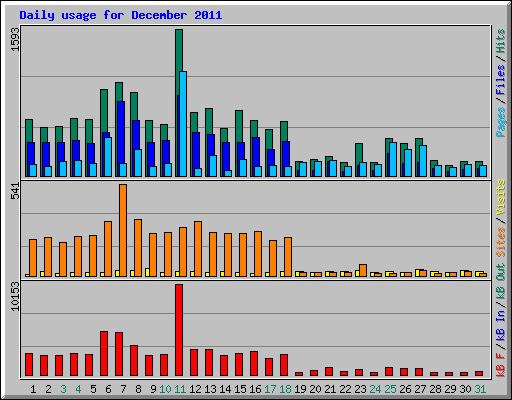 Daily usage for December 2011
1593
Pages / Files / Hits
541
Sites / Visits
10153
kB F / kB In / kB Out
1 2 3 4 5 6 7 8 9 10 11 12 13 14 15 16 17 18 19 20 21 22 23 24 25 26 27 28 29 30 31